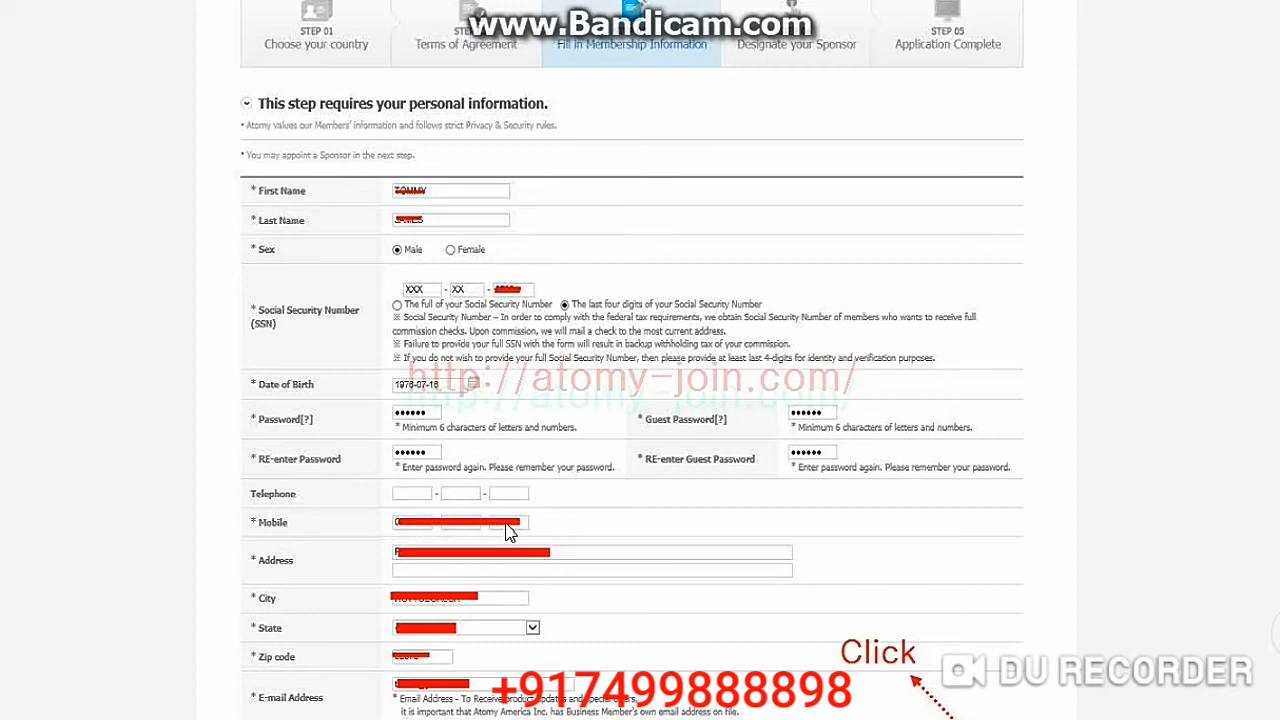 www.Bandicam.com
STEP 01
STEP 05
Choose your country
Terms of Agreement
Fill in Membership Information
Designate your Sponsor
Application Complete
This step requires your personal information.
• Atomy values our Members' information and follows strict Privacy & Security rules.
• You may appoint a Sponsor in the next step.
* First Name
* Last Name
* Sex
Male
Female
XXX - XX -
* Social Security Number
(SSN)
The full of your Social Security Number
The last four digits of your Social Security Number
※ Social Security Number – In order to comply with the federal tax requirements, we obtain Social Security Number of members who wants to receive full
commission checks. Upon commission, we will mail a check to the most current address.
※ Failure to provide your full SSN with the form will result in backup withholding tax of your commission.
※ If you do not wish to provide your full Social Security Number, then please provide at least last 4-digits for identity and verification purposes.
http://atomy-join.com/
* Date of Birth
1976-07-16
* Password[?]
* Minimum 6 characters of letters and numbers.
* Guest Password[?]
* Minimum 6 characters of letters and numbers.
* RE-enter Password
* Enter password again. Please remember your password.
* RE-enter Guest Password
* Enter password again. Please remember your password.
Telephone
* Mobile
* Address
* City
* State
* Zip code
Click
DU RECORDER
+917499888898
* E-mail Address
* Email Address – To Receive product updates and special offers,
it is important that Atomy America Inc. has Business Member's own email address on file.